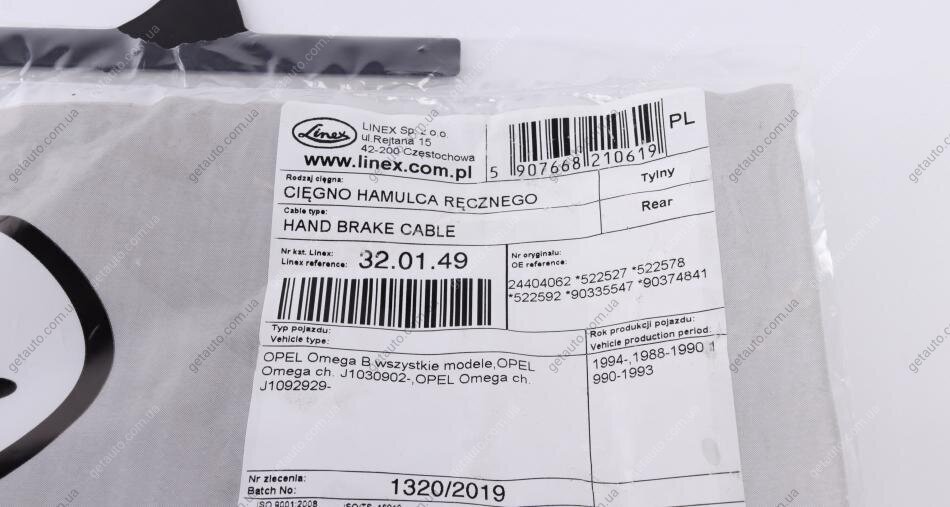 Linex
LINEX Sp. z o.o.
ul.Rejtana 15
42-200 Częstochowa
www.linex.com.pl
5 907668 210619
PL
Rodzaj cięgna:
CIĘGNO HAMULCA RĘCZNEGO
Tylny
Cable type:
HAND BRAKE CABLE
Rear
Nr kat. Linex:
Linex reference: 32.01.49
Nr oryginału:
OE reference:
24404062 *522527 *522578
*522592 *90335547 *90374841
Typ pojazdu:
Vehicle type:
OPEL Omega B wszystkie modele,OPEL
Omega ch. J1030902-,OPEL Omega ch.
J1092929-
Rok produkcji pojazdu:
Vehicle production period:
1994-,1988-1990,1
990-1993
Nr zlecenia:
Batch No: 1320/2019
ISO 9001:2008
getauto.com.ua